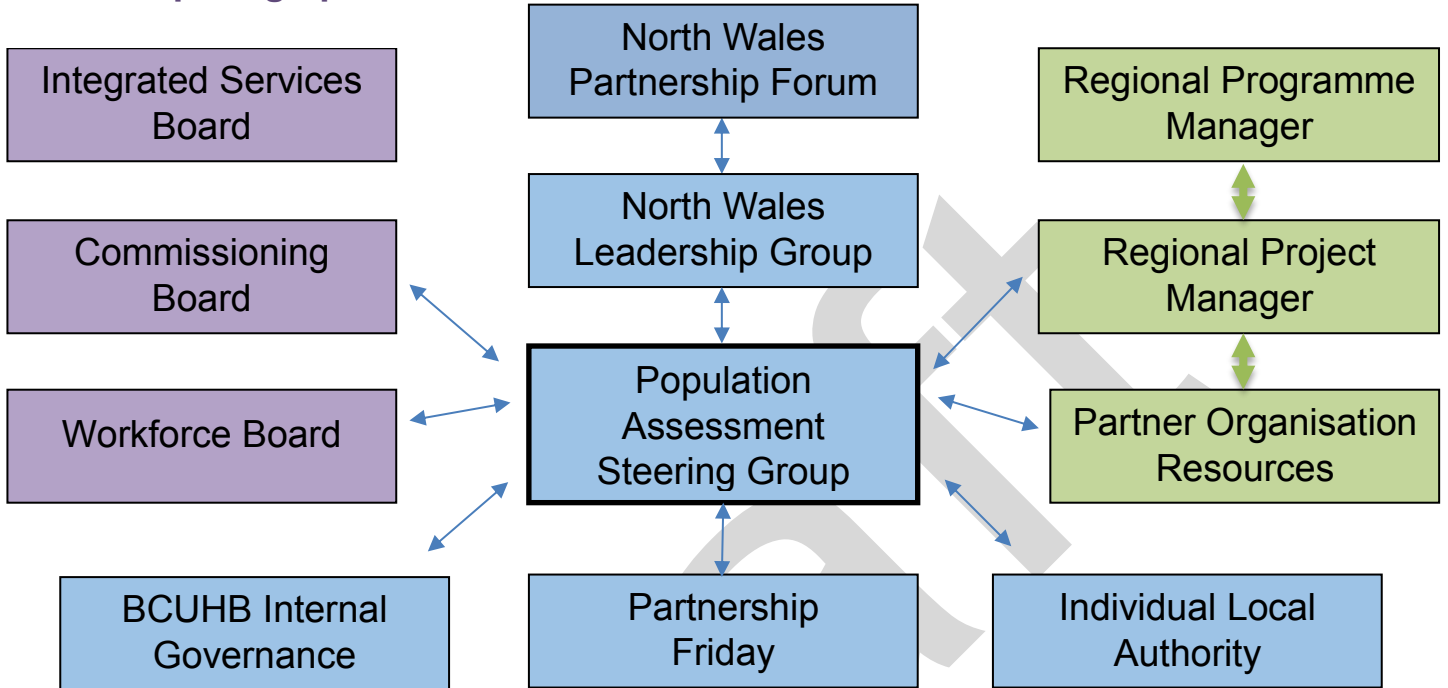 North Wales
Partnership Forum
Integrated Services
Board
Regional Programme
Manager
North Wales
Leadership Group
Commissioning
Board
Regional Project
Manager
Population
Assessment
Steering Group
Workforce Board
Partner Organisation
Resources
BCUHB Internal
Governance
Partnership
Friday
Individual Local
Authority